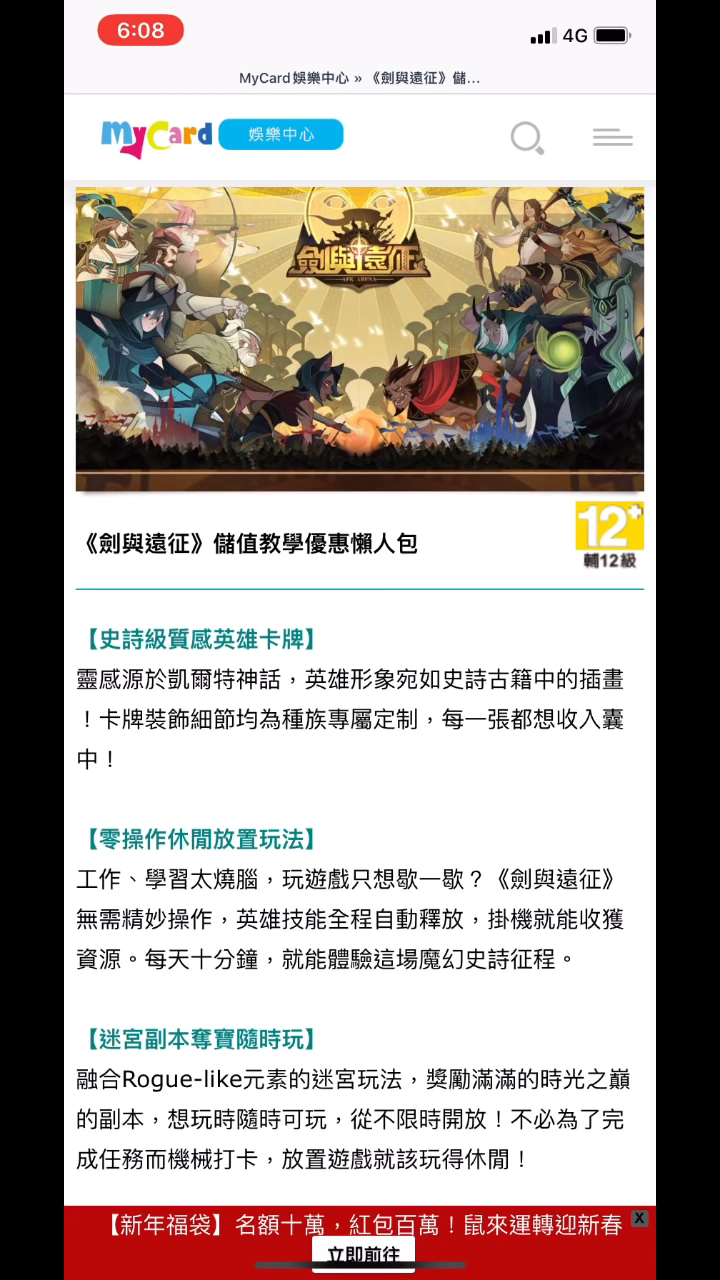 6:08
4G
MyCard娛樂中心 » 《劍與遠征》儲...
MyCard 娛樂中心
劍與遠征
AFK ARENA
12+
輔12級
《劍與遠征》儲值教學優惠懶人包
【史詩級質感英雄卡牌】
靈感源於凱爾特神話，英雄形象宛如史詩古籍中的插畫
！卡牌裝飾細節均為種族專屬定制，每一張都想收入囊
中！
【零操作休閒放置玩法】
工作、學習太燒腦，玩遊戲只想歇一歇？《劍與遠征》
無需精妙操作，英雄技能全程自動釋放，掛機就能收獲
資源。每天十分鐘，就能體驗這場魔幻史詩征程。
【迷宮副本奪寶隨時玩】
融合Rogue-like元素的迷宮玩法，獎勵滿滿的時光之巔
的副本，想玩時隨時可玩，從不限時開放！不必為了完
成任務而機械打卡，放置遊戲就該玩得休閒！
【新年福袋】名額十萬，紅包百萬！鼠來運轉迎新春
X
立即前往